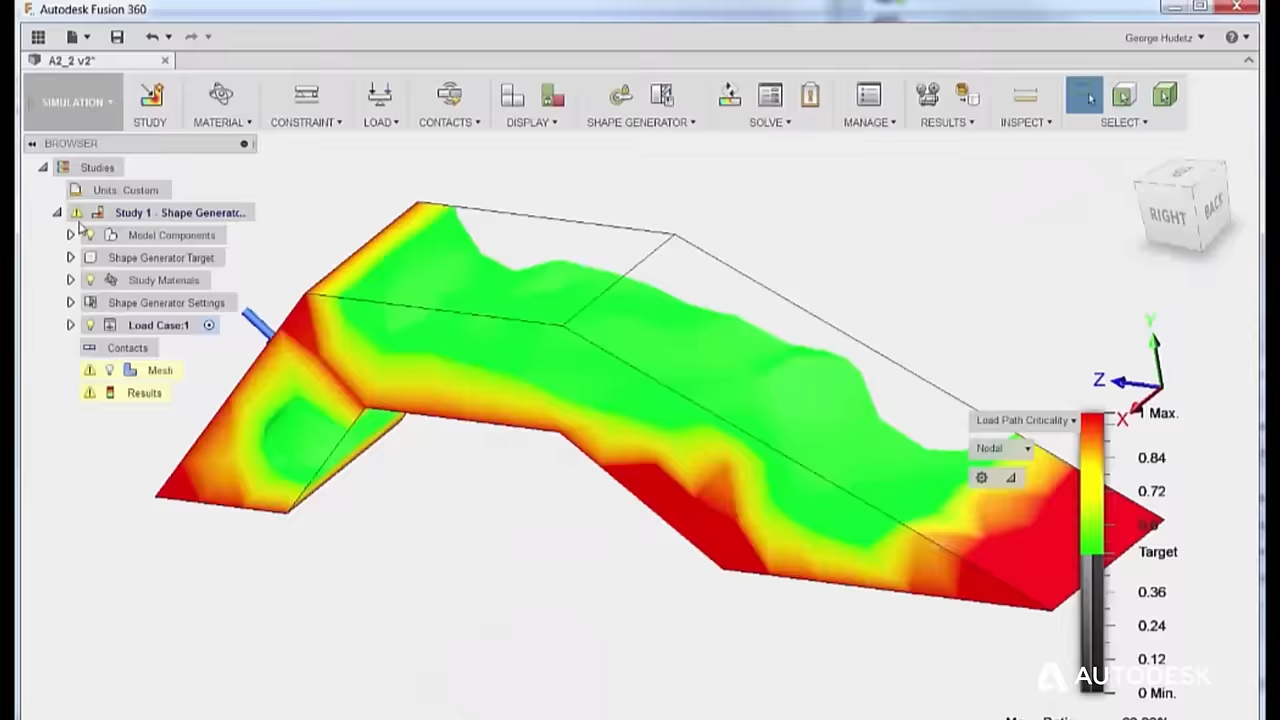 Autodesk Fusion 360
George Hudetz
A2_2 v2*
SIMULATION
STUDY
MATERIAL
CONSTRAINT
LOAD
CONTACTS
DISPLAY
SHAPE GENERATOR
SOLVE
MANAGE
RESULTS
INSPECT
SELECT
BROWSER
Studies
Units: Custom
Study 1 - Shape Generatc...
Model Components
Shape Generator Target
Study Materials
Shape Generator Settings
Load Case:1
Contacts
Mesh
Results
RIGHT
BACK
Y
Z
X
Load Path Criticality
Nodal
1 Max.
0.84
0.72
0.6
Target
0.36
0.24
0.12
0 Min.
AUTODESK